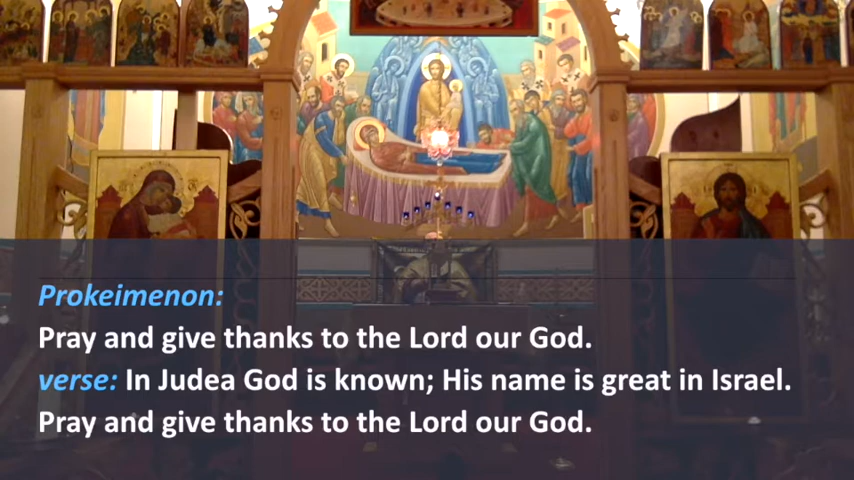 Prokeimenon:
Pray and give thanks to the Lord our God.
verse: In Judea God is known; His name is great in Israel.
Pray and give thanks to the Lord our God.